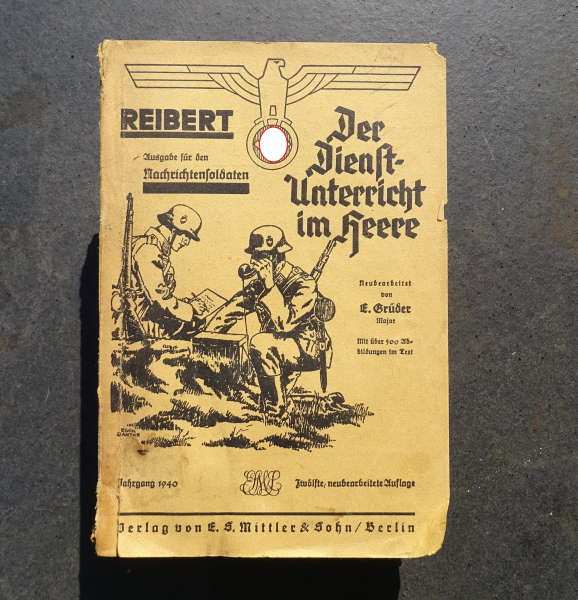 REIBERT
Ausgabe für den
Nachrichtensoldaten
Der
Dienst-
Unterricht
im Heere
Neubearbeitet
von
E. Grüder
Major
Mit über 500 Ab-
bildungen im Text
Jahrgang 1940
Zwölfte, neubearbeitete Auflage
Verlag von E. S. Mittler & Sohn / Berlin